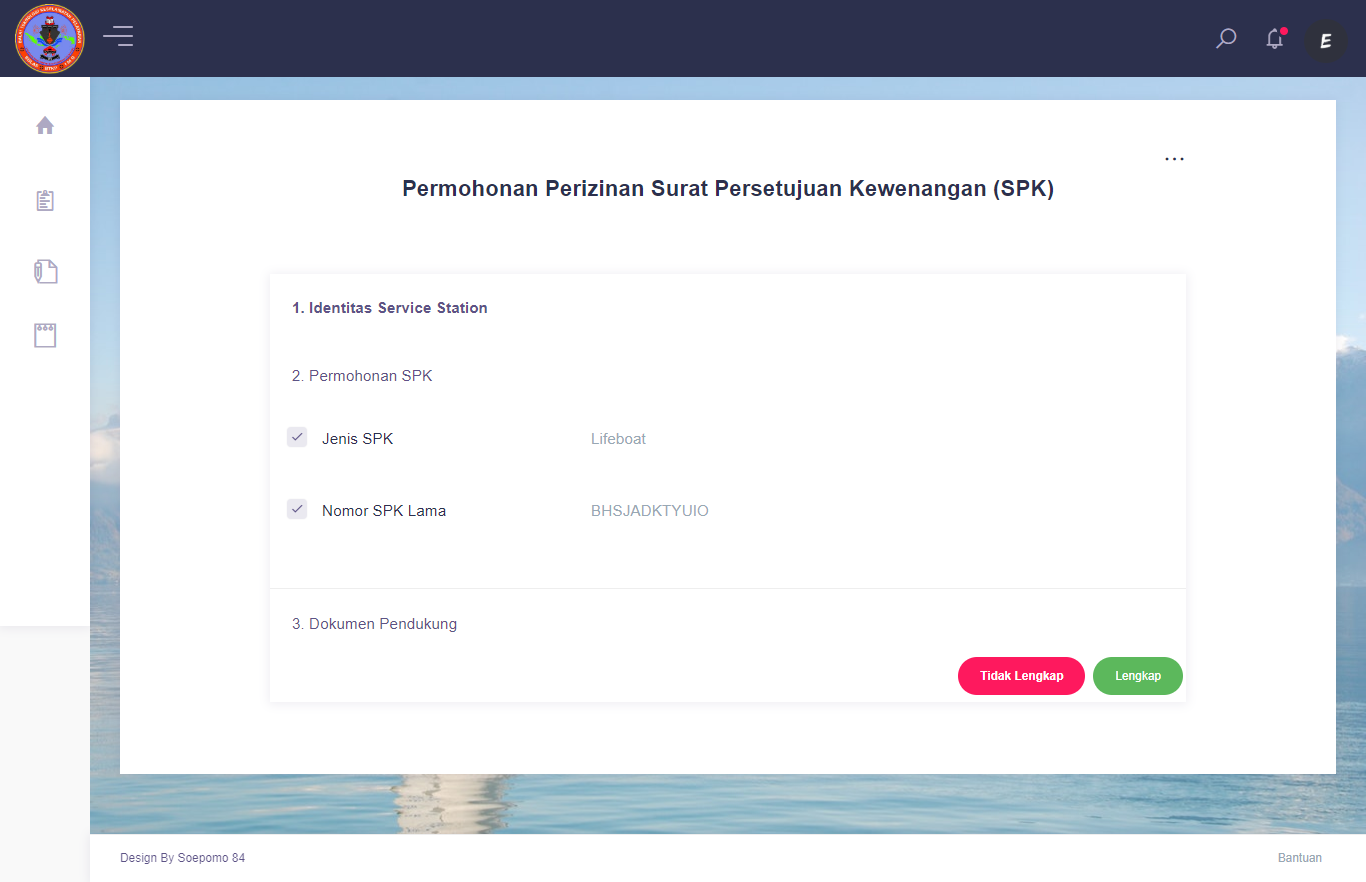 E
...
Permohonan Perizinan Surat Persetujuan Kewenangan (SPK)
1. Identitas Service Station
2. Permohonan SPK
Jenis SPK Lifeboat
Nomor SPK Lama BHSJADKTYUIO
3. Dokumen Pendukung
Tidak Lengkap Lengkap
Design By Soepomo 84 Bantuan